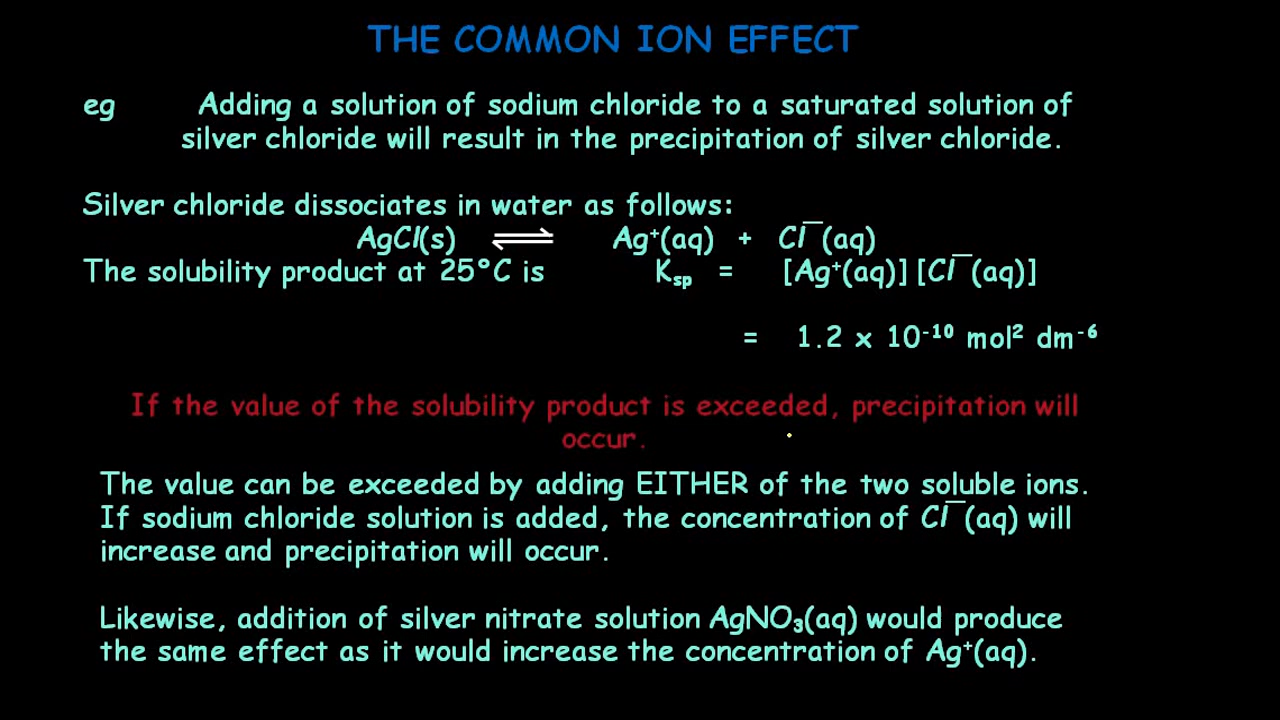 THE COMMON ION EFFECT
eg Adding a solution of sodium chloride to a saturated solution of
silver chloride will result in the precipitation of silver chloride.
Silver chloride dissociates in water as follows:
AgCl(s) ⇌ Ag⁺(aq) + Cl¯(aq)
The solubility product at 25°C is Kₛₚ = [Ag⁺(aq)] [Cl¯(aq)]
= 1.2 x 10⁻¹⁰ mol² dm⁻⁶
If the value of the solubility product is exceeded, precipitation will
occur.
The value can be exceeded by adding EITHER of the two soluble ions.
If sodium chloride solution is added, the concentration of Cl¯(aq) will
increase and precipitation will occur.
Likewise, addition of silver nitrate solution AgNO₃(aq) would produce
the same effect as it would increase the concentration of Ag⁺(aq).